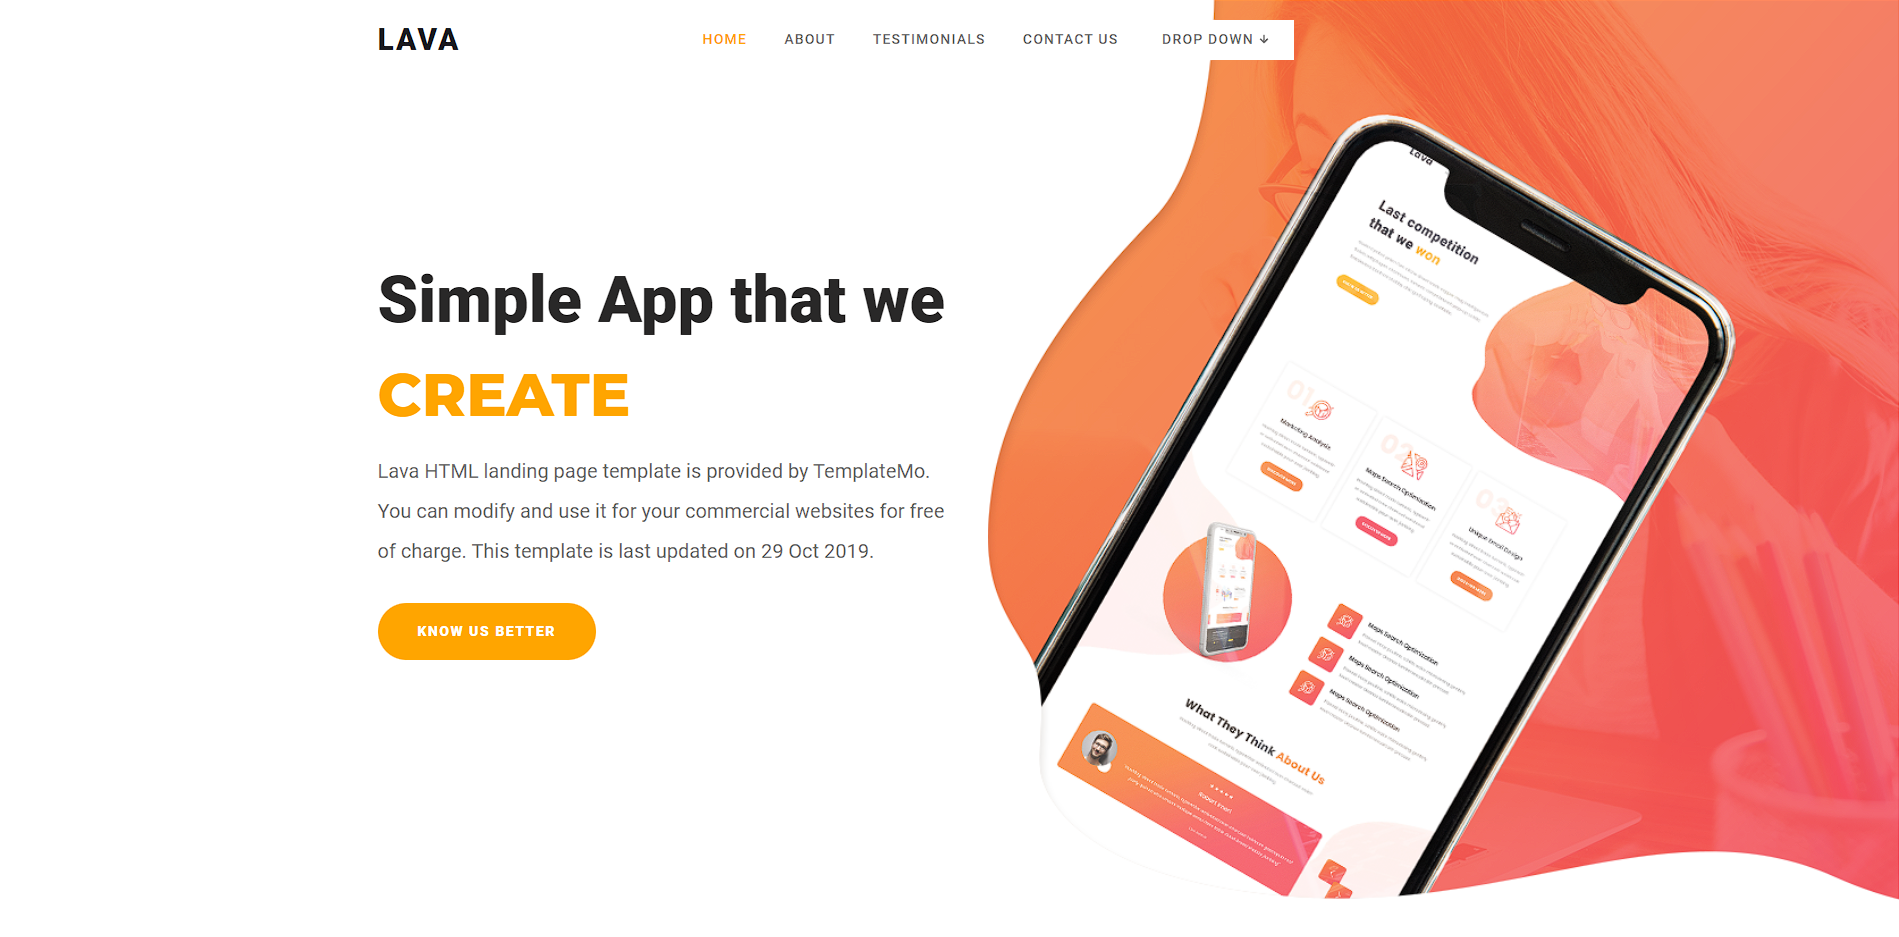 LAVA
HOME ABOUT TESTIMONIALS CONTACT US DROP DOWN ↓
Simple App that we
CREATE
Lava HTML landing page template is provided by TemplateMo.
You can modify and use it for your commercial websites for free
of charge. This template is last updated on 29 Oct 2019.
KNOW US BETTER
Lava
Last competition
that we won
01
Marketing Analysis
02
Maps Search Optimization
03
Unique Email Design
Maps Search Optimization
Maps Search Optimization
Maps Search Optimization
What They Think About Us